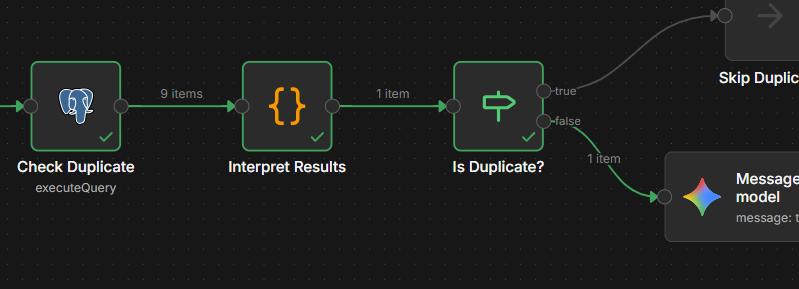 Skip Duplic
9 items
1 item
true
false
1 item
Check Duplicate
executeQuery
Interpret Results
Is Duplicate?
Message
model
message: t